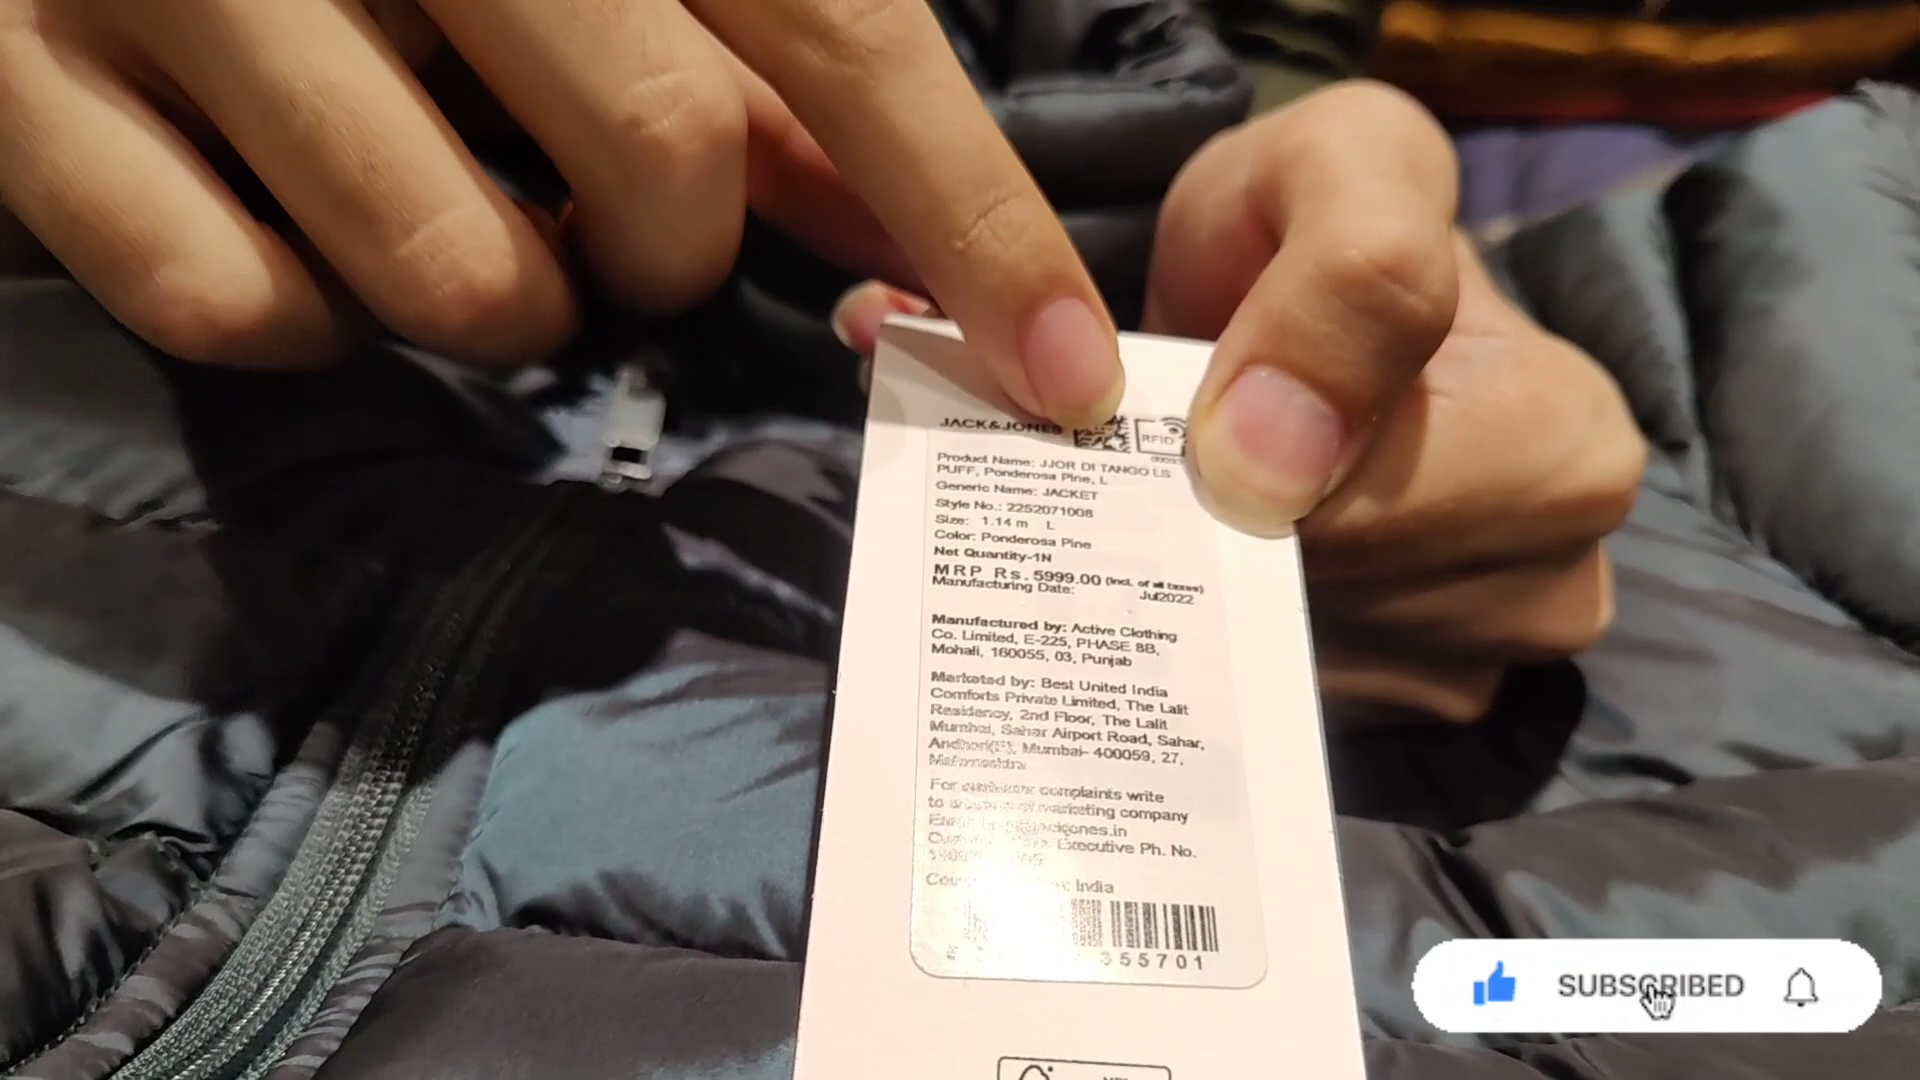 JACK&JONES
RFID
Product Name: JJOR DI TANGO LS
PUFF, Ponderosa Pine, L
Generic Name: JACKET
Style No.: 2252071008
Size: 1.14 m L
Color: Ponderosa Pine
Net Quantity-1N
MRP Rs.5999.00 (Incl. of all taxes)
Manufacturing Date: Jul2022
Manufactured by: Active Clothing
Co. Limited, E-225, PHASE 8B,
Mohali, 160055, 03, Punjab
Marketed by: Best United India
Comforts Private Limited, The Lalit
Residency, 2nd Floor, The Lalit
Mumbai, Sahar Airport Road, Sahar,
Andheri(E), Mumbai- 400059, 27,
Maharashtra
For customer complaints write
to of marketing company
Executive Ph. No.
India
355701
SUBSCRIBED